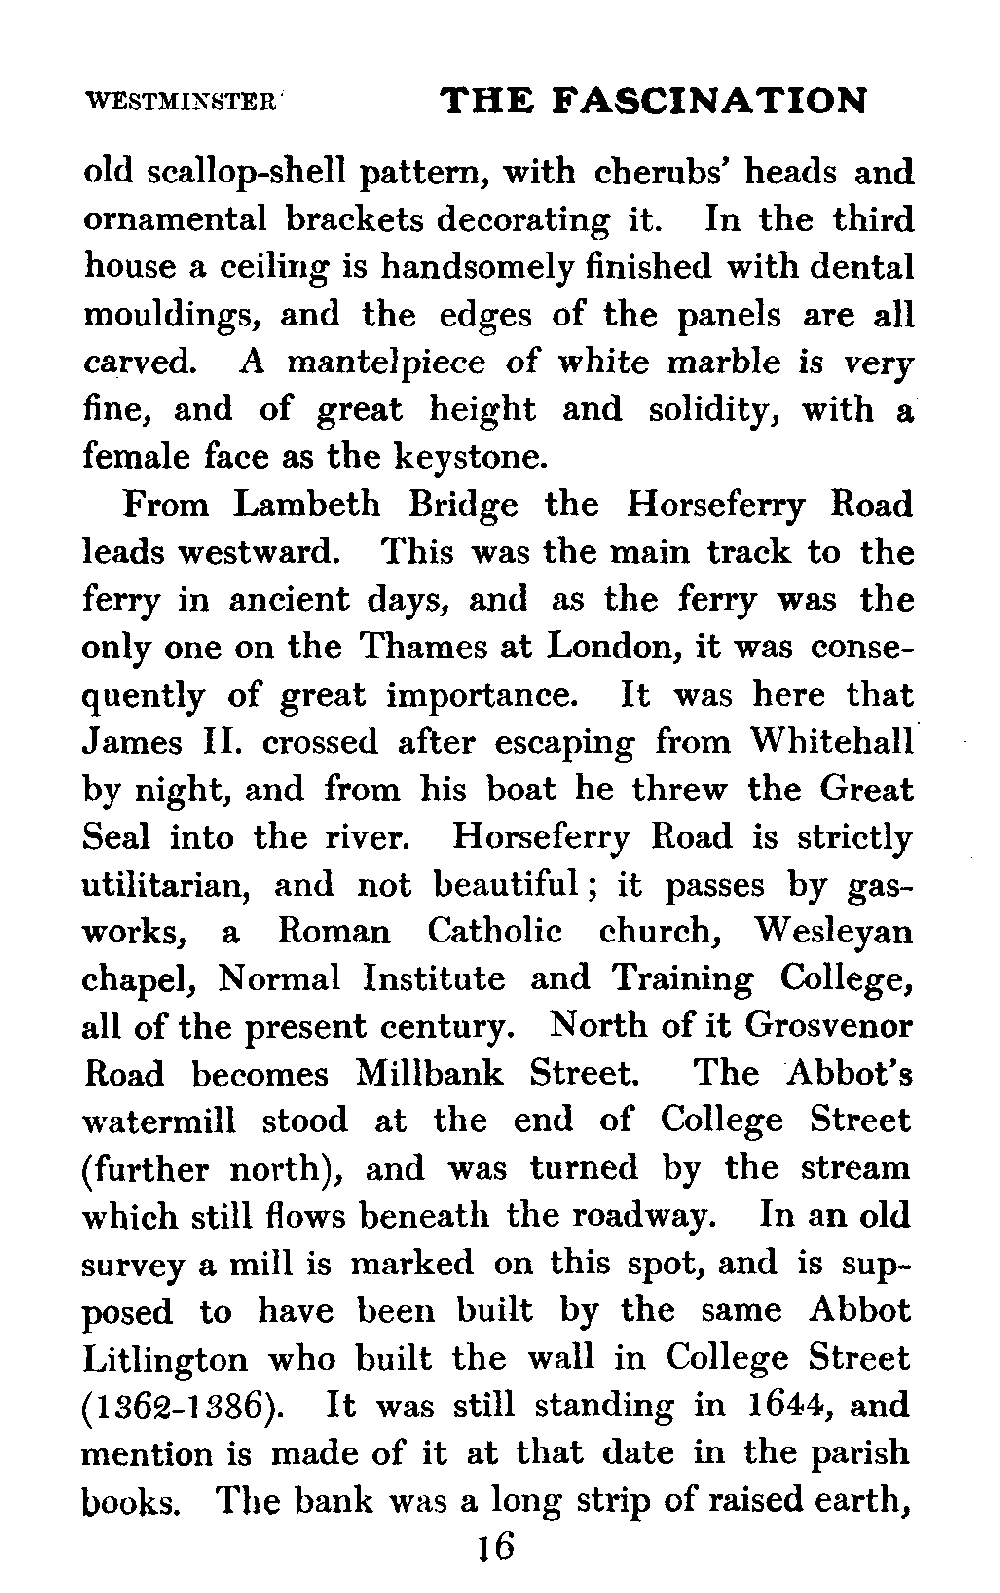 WESTMINSTER THE FASCINATION
old scallop-shell pattern, with cherubs' heads and
ornamental brackets decorating it. In the third
house a ceiling is handsomely finished with dental
mouldings, and the edges of the panels are all
carved. A mantelpiece of white marble is very
fine, and of great height and solidity, with a
female face as the keystone.
From Lambeth Bridge the Horseferry Road
leads westward. This was the main track to the
ferry in ancient days, and as the ferry was the
only one on the Thames at London, it was conse-
quently of great importance. It was here that
James II. crossed after escaping from Whitehall
by night, and from his boat he threw the Great
Seal into the river. Horseferry Road is strictly
utilitarian, and not beautiful; it passes by gas-
works, a Roman Catholic church, Wesleyan
chapel, Normal Institute and Training College,
all of the present century. North of it Grosvenor
Road becomes Millbank Street. The Abbot's
watermill stood at the end of College Street
(further north), and was turned by the stream
which still flows beneath the roadway. In an old
survey a mill is marked on this spot, and is sup-
posed to have been built by the same Abbot
Litlington who built the wall in College Street
(1362-1386). It was still standing in 1644, and
mention is made of it at that date in the parish
books. The bank was a long strip of raised earth,
16